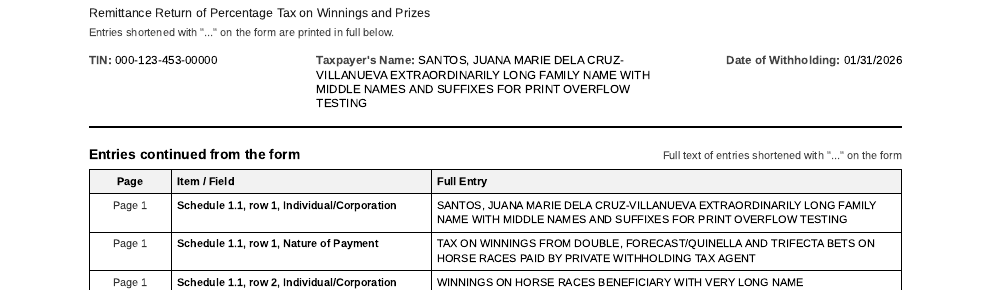 Remittance Return of Percentage Tax on Winnings and Prizes
Entries shortened with "..." on the form are printed in full below.
TIN: 000-123-453-00000
Taxpayer's Name: SANTOS, JUANA MARIE DELA CRUZ-
VILLANUEVA EXTRAORDINARILY LONG FAMILY NAME WITH
MIDDLE NAMES AND SUFFIXES FOR PRINT OVERFLOW
TESTING
Date of Withholding: 01/31/2026
Entries continued from the form
Full text of entries shortened with "..." on the form
Page Item / Field Full Entry
Page 1 Schedule 1.1, row 1, Individual/Corporation SANTOS, JUANA MARIE DELA CRUZ-VILLANUEVA EXTRAORDINARILY LONG FAMILY
NAME WITH MIDDLE NAMES AND SUFFIXES FOR PRINT OVERFLOW TESTING
Page 1 Schedule 1.1, row 1, Nature of Payment TAX ON WINNINGS FROM DOUBLE, FORECAST/QUINELLA AND TRIFECTA BETS ON
HORSE RACES PAID BY PRIVATE WITHHOLDING TAX AGENT
Page 1 Schedule 1.1, row 2, Individual/Corporation WINNINGS ON HORSE RACES BENEFICIARY WITH VERY LONG NAME